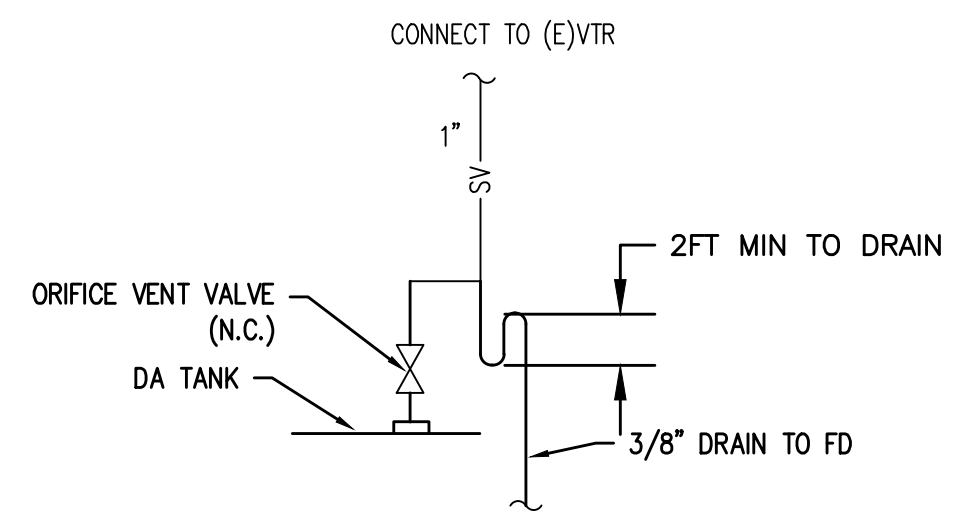 CONNECT TO (E)VTR
1"
SV
2FT MIN TO DRAIN
ORIFICE VENT VALVE
(N.C.)
DA TANK
3/8" DRAIN TO FD